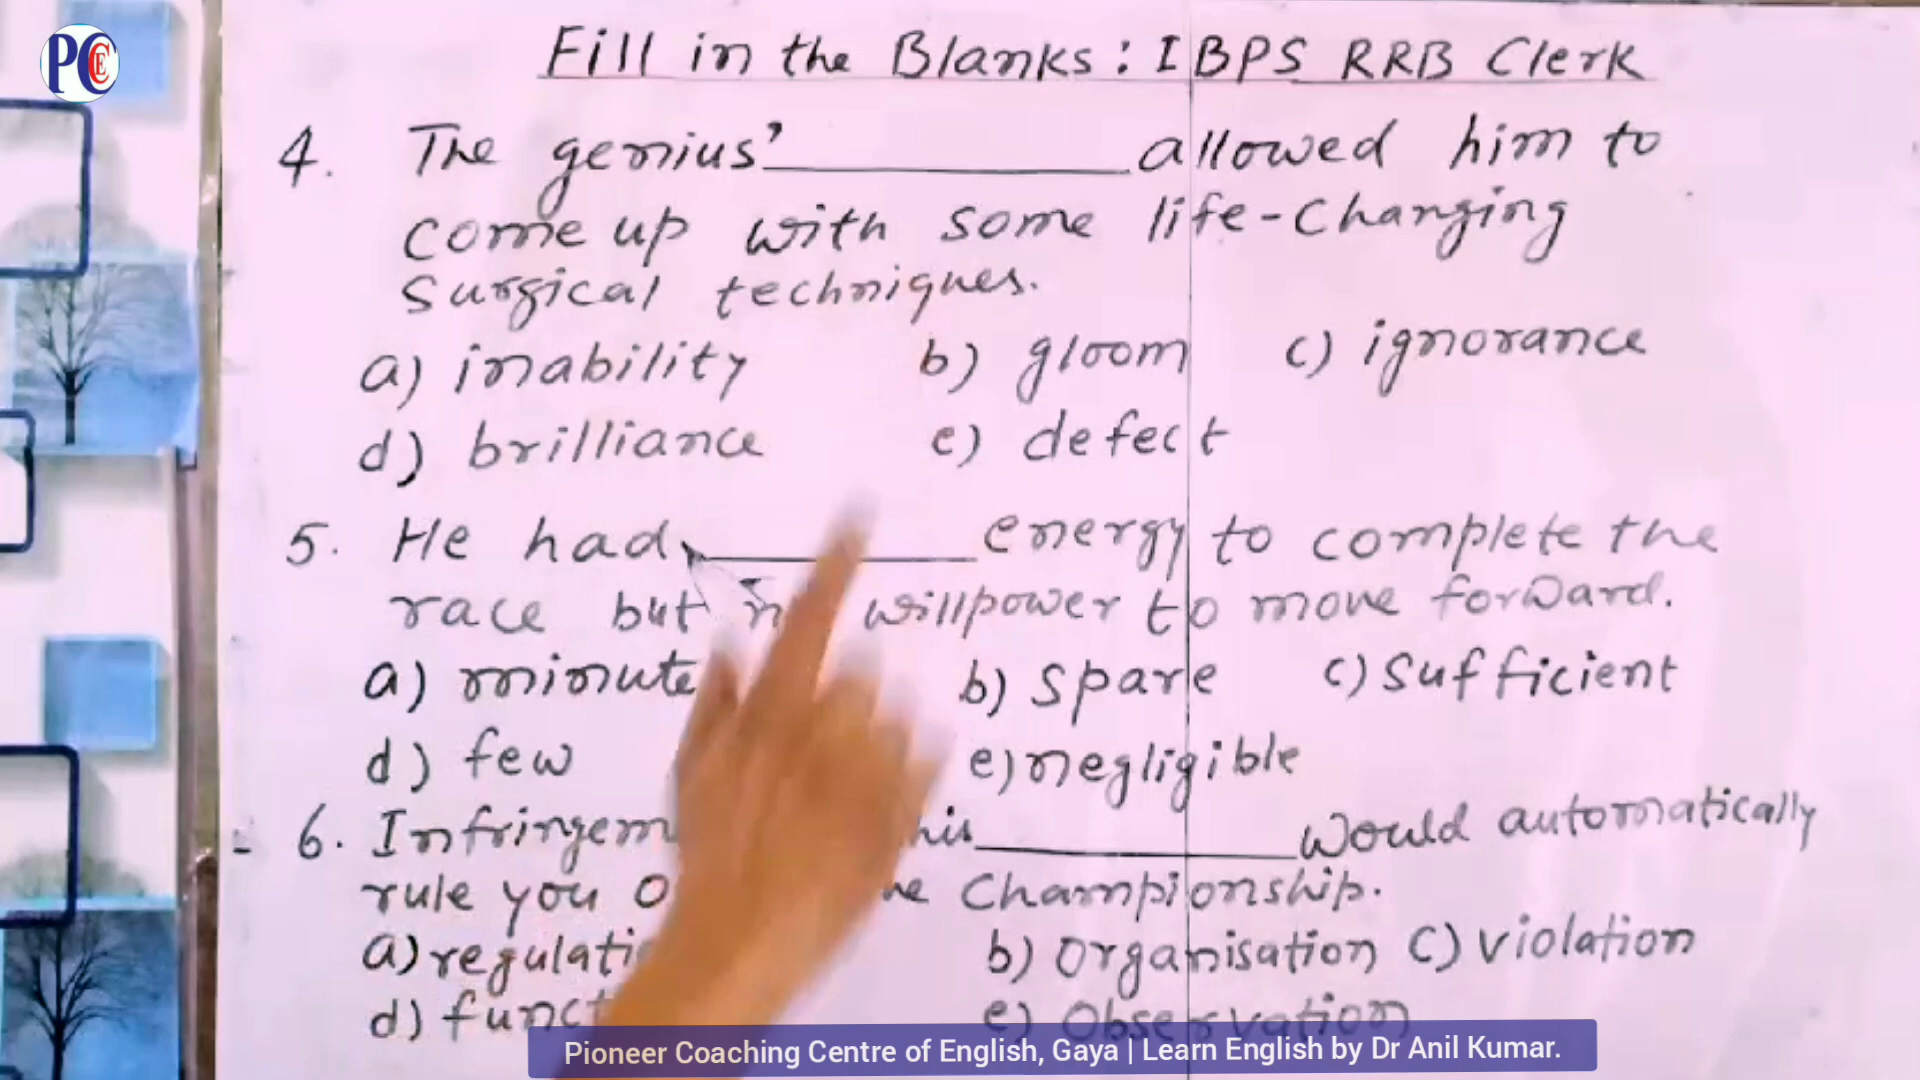 PCCE
Fill in the Blanks : IBPS RRB Clerk
4. The genius' ________ allowed him to
come up with some life-changing
surgical techniques.
a) inability b) gloom c) ignorance
d) brilliance e) defect
5. He had ________ energy to complete the
race but willpower to move forward.
a) minute b) spare c) sufficient
d) few e) negligible
6. ________ would automatically
rule you Championship.
b) Organisation c) violation
d) e) Observation
Pioneer Coaching Centre of English, Gaya | Learn English by Dr Anil Kumar.